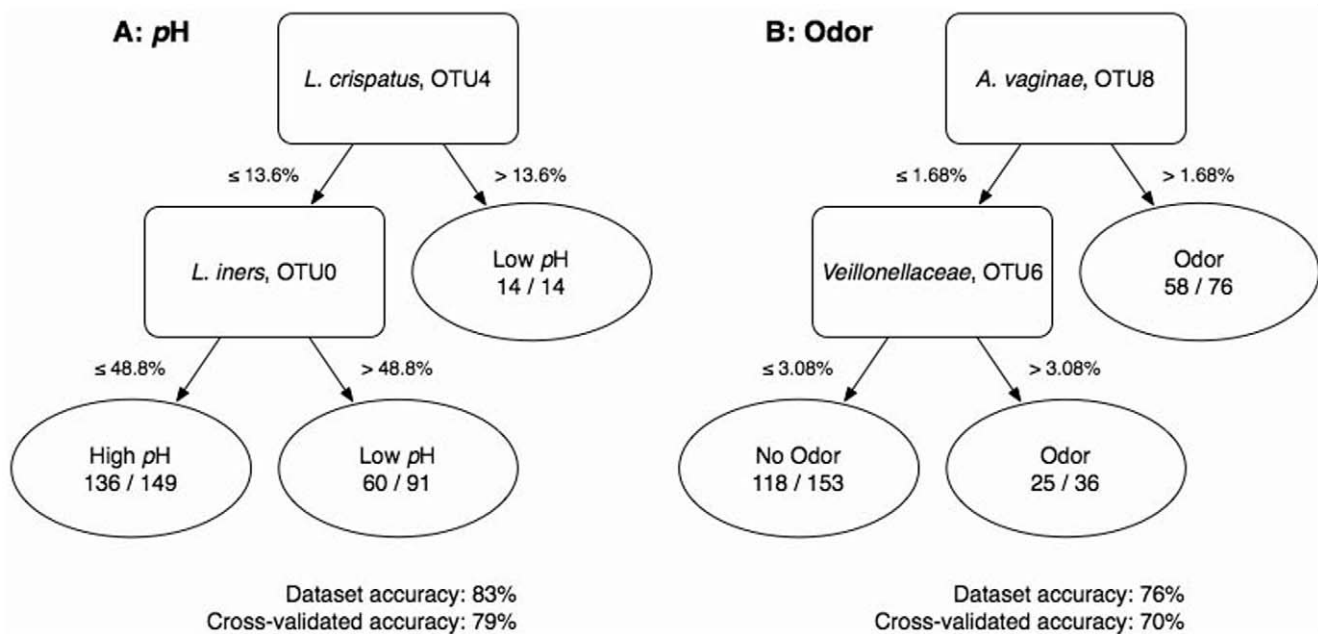 A: pH
L. crispatus, OTU4
≤ 13.6%
> 13.6%
L. iners, OTU0
Low pH
14 / 14
≤ 48.8%
> 48.8%
High pH
136 / 149
Low pH
60 / 91
Dataset accuracy: 83%
Cross-validated accuracy: 79%
B: Odor
A. vaginae, OTU8
≤ 1.68%
> 1.68%
Veillonellaceae, OTU6
Odor
58 / 76
≤ 3.08%
> 3.08%
No Odor
118 / 153
Odor
25 / 36
Dataset accuracy: 76%
Cross-validated accuracy: 70%